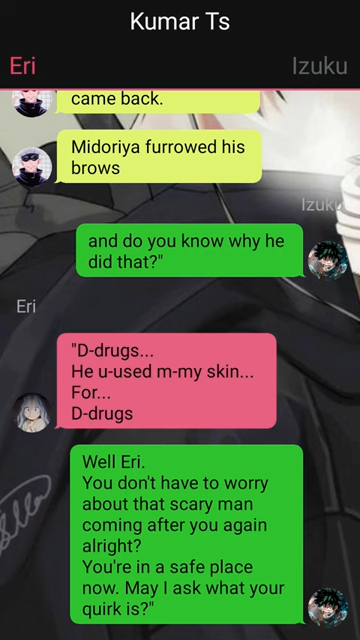 Kumar Ts
Eri
Izuku
came back.
Midoriya furrowed his
brows
Izuku
and do you know why he
did that?"
Eri
"D-drugs...
He u-used m-my skin...
For...
D-drugs
Well Eri.
You don't have to worry
about that scary man
coming after you again
alright?
You're in a safe place
now. May I ask what your
quirk is?"